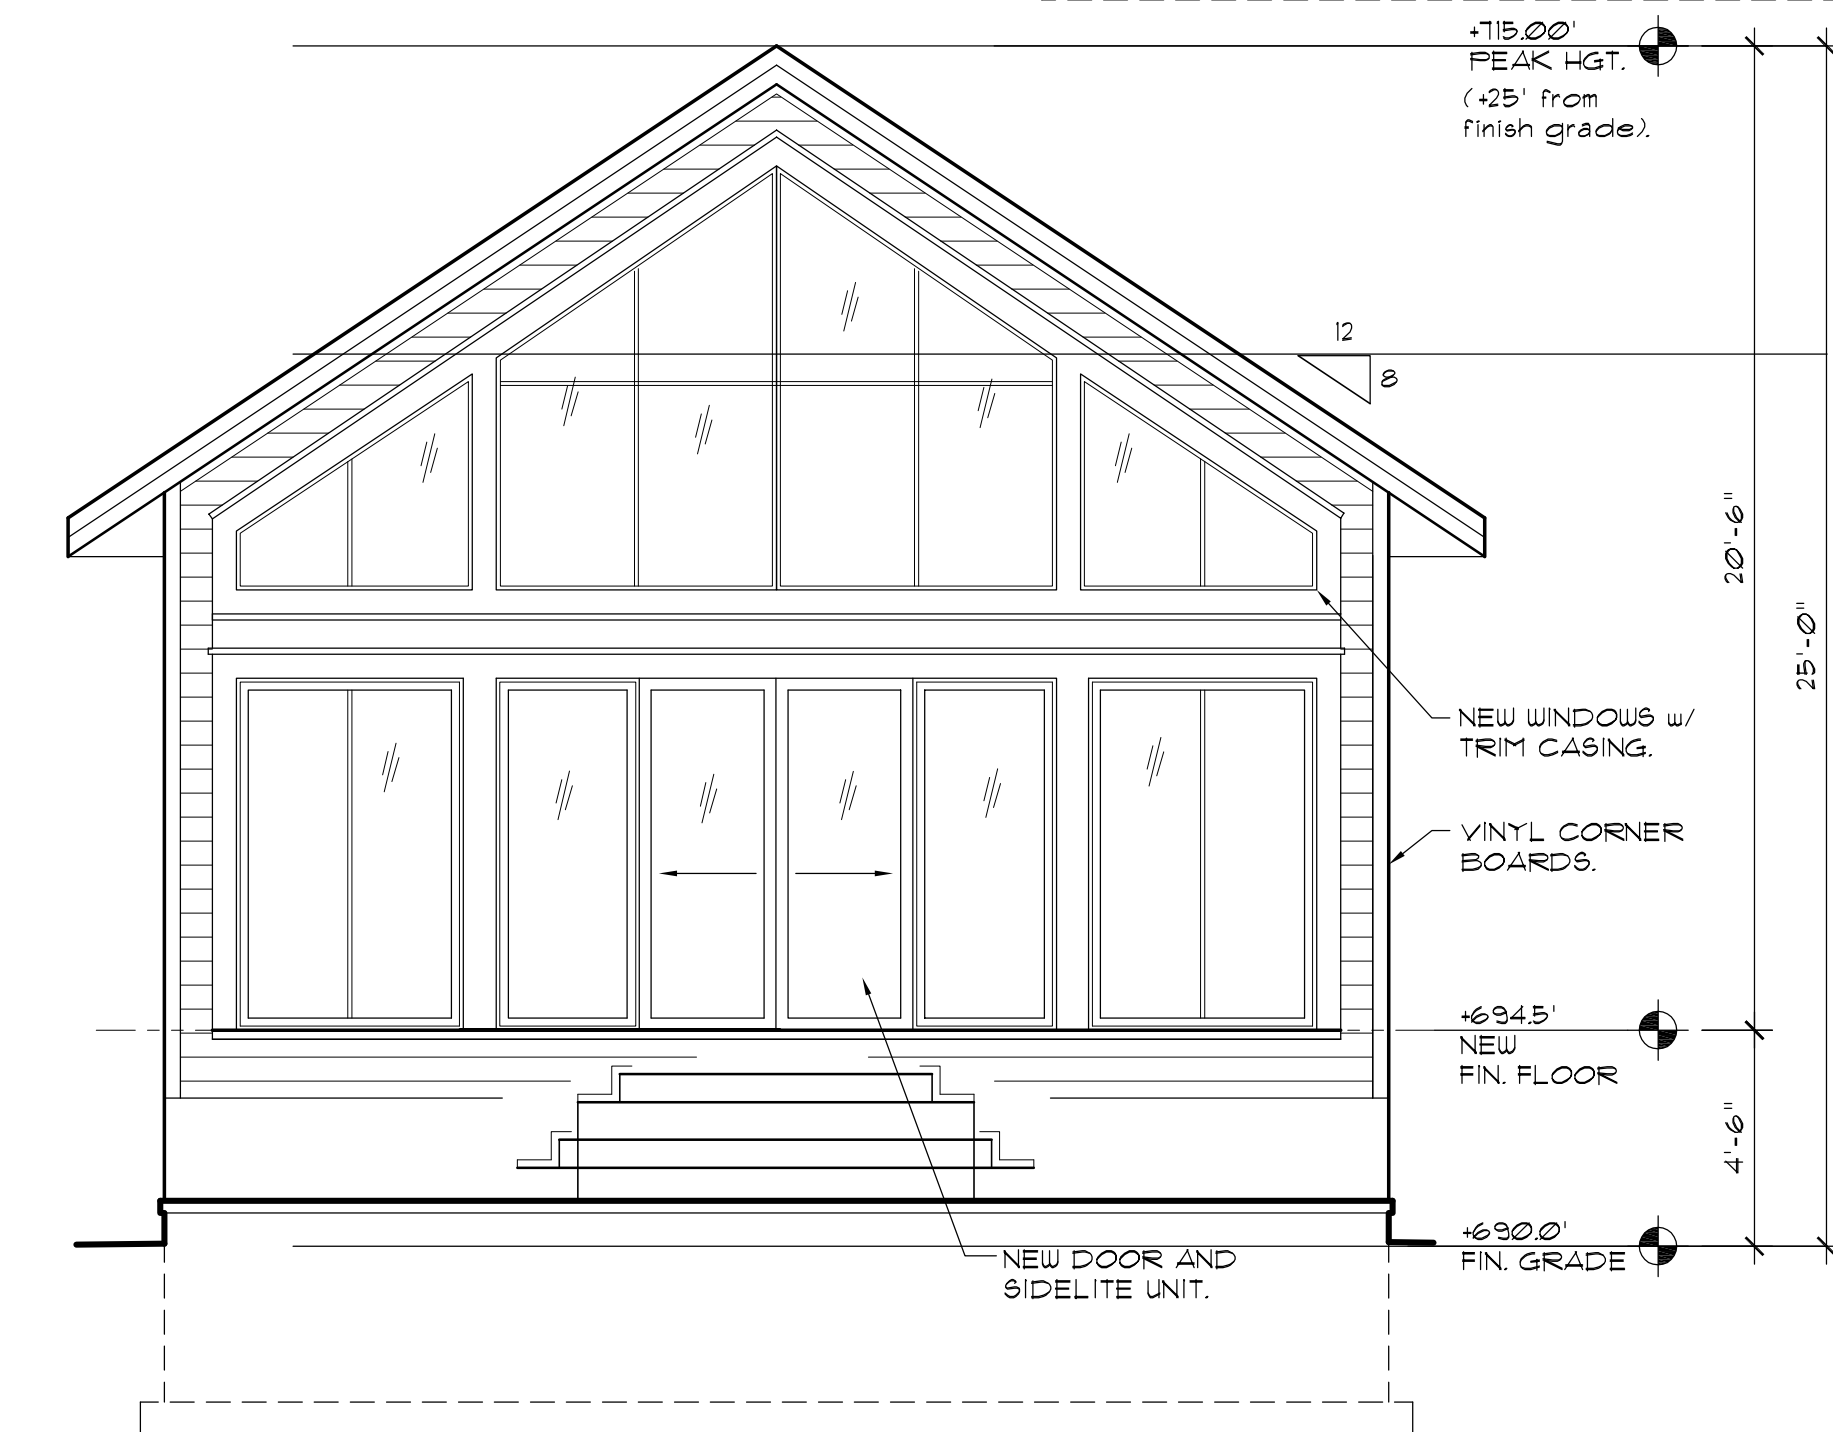 +715.00'
PEAK HGT.
(+25' from
finish grade).
12
8
20'-6"
25'-0"
NEW WINDOWS w/
TRIM CASING.
VINYL CORNER
BOARDS.
+694.5'
NEW
FIN. FLOOR
4'-6"
+690.0'
FIN. GRADE
NEW DOOR AND
SIDELITE UNIT.